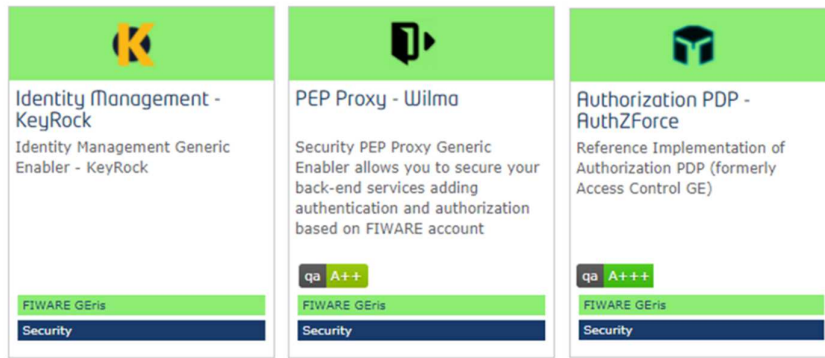 K
Identity Management -
KeyRock
Identity Management Generic
Enabler - KeyRock
FIWARE GEris
Security
PEP Proxy - Wilma
Security PEP Proxy Generic
Enabler allows you to secure your
back-end services adding
authentication and authorization
based on FIWARE account
qa A++
FIWARE GEris
Security
Authorization PDP -
AuthZForce
Reference Implementation of
Authorization PDP (formerly
Access Control GE)
qa A+++
FIWARE GEris
Security